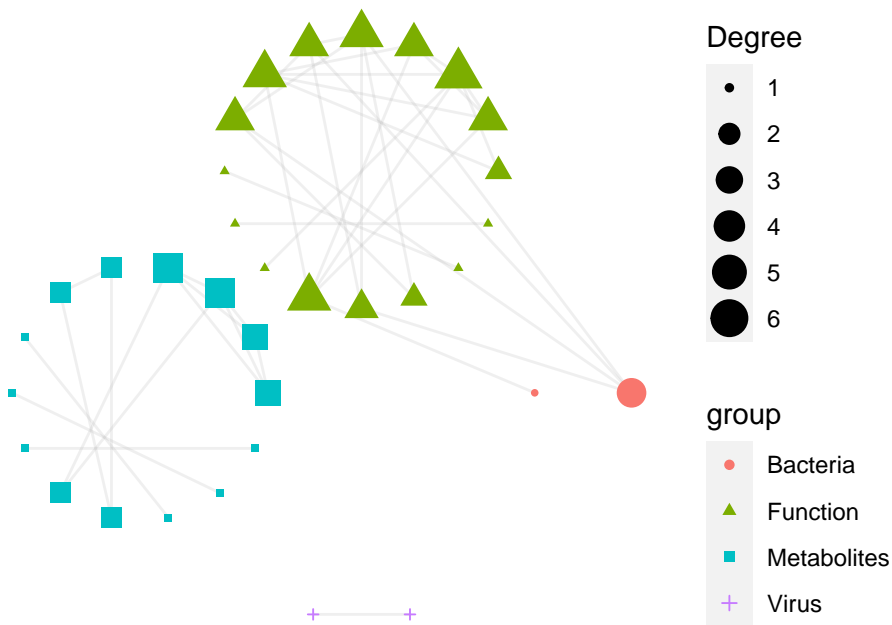 Degree
1
2
3
4
5
6
group
Bacteria
Function
Metabolites
Virus